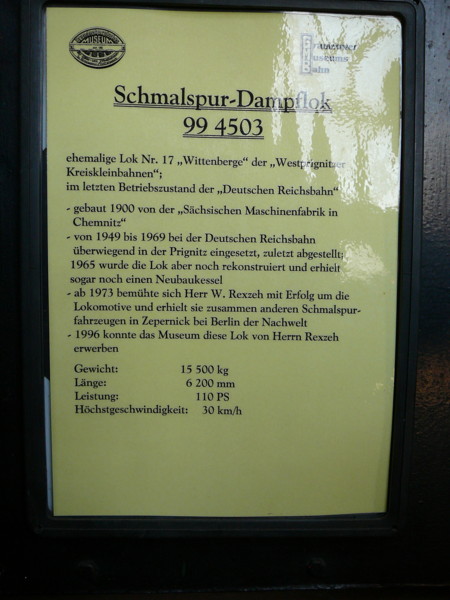 MUSEUM
Museums
Schmalspur-Dampflok
99 4503
ehemalige Lok Nr. 17 „Wittenberge“ der „Westprignitzer
Kreiskleinbahnen“;
im letzten Betriebszustand der „Deutschen Reichsbahn“
- gebaut 1900 von der „Sächsischen Maschinenfabrik in
Chemnitz“
- von 1949 bis 1969 bei der Deutschen Reichsbahn
überwiegend in der Prignitz eingesetzt, zuletzt abgestellt;
1965 wurde die Lok aber noch rekonstruiert und erhielt
sogar noch einen Neubaukessel
- ab 1973 bemühte sich Herr W. Rexzeh mit Erfolg um die
Lokomotive und erhielt sie zusammen anderen Schmalspur-
fahrzeugen in Zepernick bei Berlin der Nachwelt
- 1996 konnte das Museum diese Lok von Herrn Rexzeh
erwerben
Gewicht: 15 500 kg
Länge: 6 200 mm
Leistung: 110 PS
Höchstgeschwindigkeit: 30 km/h